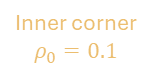 Inner corner
ρ₀ = 0.1